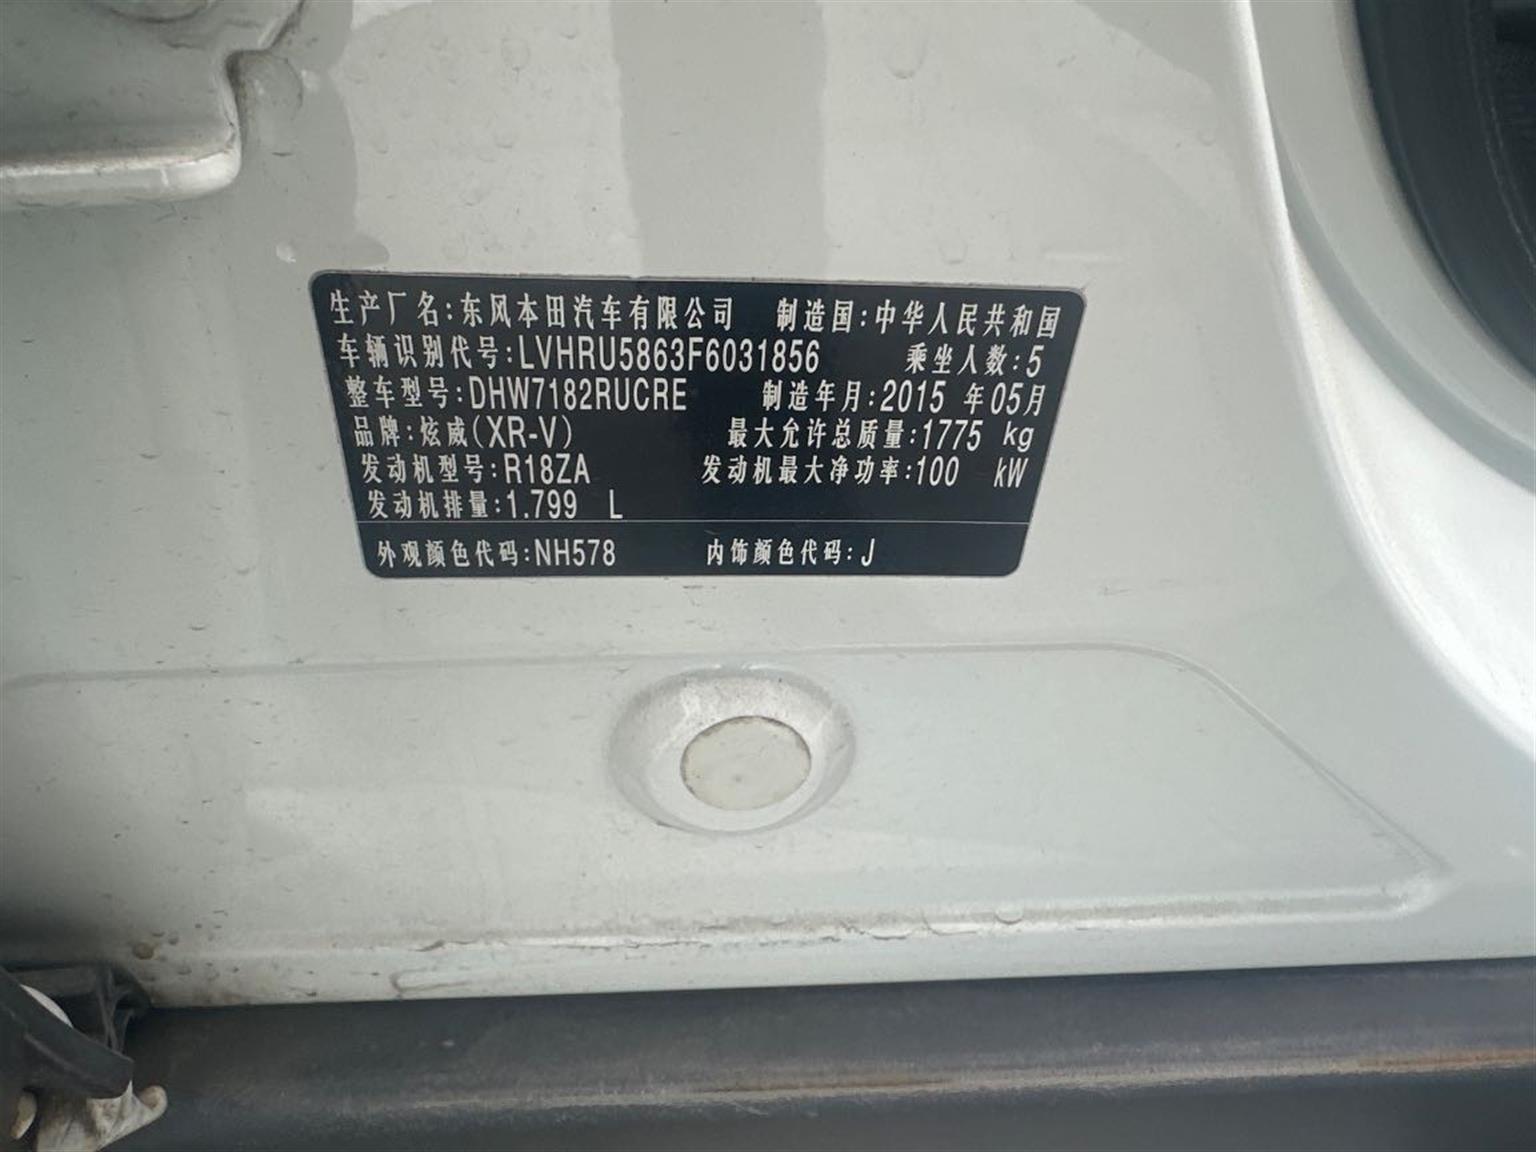 生产厂名:东风本田汽车有限公司 制造国:中华人民共和国
车辆识别代号:LVHRU5863F6031856 乘坐人数:5
整车型号:DHW7182RUCRE 制造年月:2015 年05月
品牌:炫威(XR-V) 最大允许总质量:1775 kg
发动机型号:R18ZA 发动机最大净功率:100 kW
发动机排量:1.799 L
外观颜色代码:NH578 内饰颜色代码:J